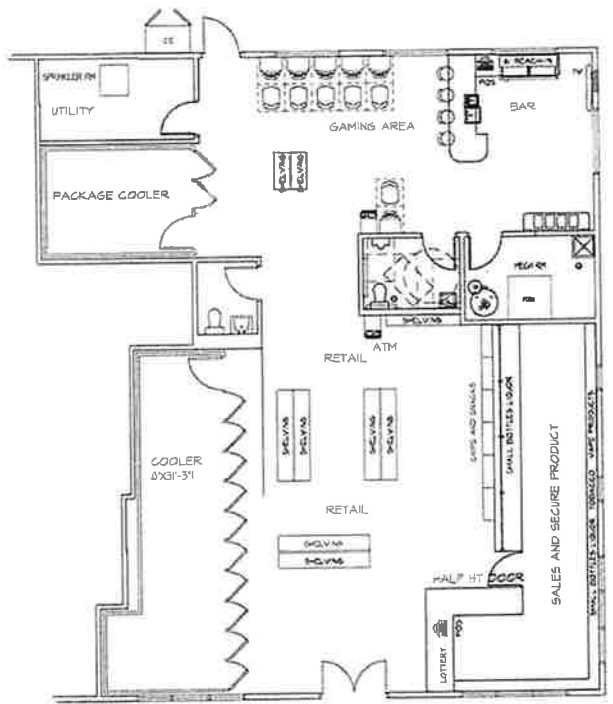 SPRINKLER RM
UTILITY
PACKAGE COOLER
GAMING AREA
POS
BAR
TV
SHELVING
SHELVING
MECH RM
SHELVING
ATM
RETAIL
SHELVING
SHELVING
SHELVING
SHELVING
CHIPS AND SNACKS
SMALL BOTTLES LIQUOR
SALES AND SECURE PRODUCT
SMALL BOTTLES LIQUOR TOBACCO VAPE PRODUCTS
COOLER
RETAIL
SHELVING
SHELVING
HALF HT DOOR
POS
LOTTERY